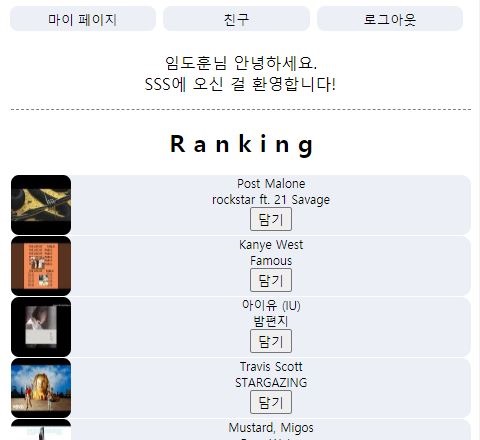 마이 페이지
친구
로그아웃
임도훈님 안녕하세요.
SSS에 오신 걸 환영합니다!
Ranking
Post Malone
rockstar ft. 21 Savage
담기
Kanye West
Famous
담기
아이유 (IU)
밤편지
담기
Travis Scott
STARGAZING
담기
Mustard, Migos